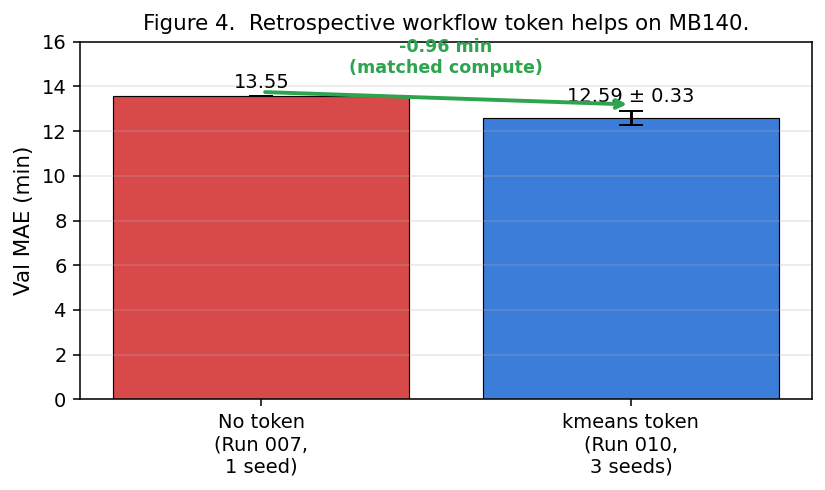 Figure 4.  Retrospective workflow token helps on MB140.
-0.96 min
(matched compute)
13.55
12.59 ± 0.33
Val MAE (min)
16
14
12
10
8
6
4
2
0
No token
(Run 007,
1 seed)
kmeans token
(Run 010,
3 seeds)